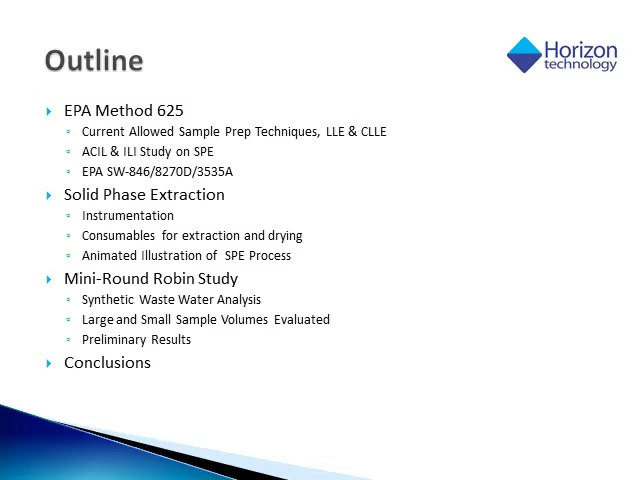 Outline
Horizon
technology
EPA Method 625
Current Allowed Sample Prep Techniques, LLE & CLLE
ACIL & ILI Study on SPE
EPA SW-846/8270D/3535A
Solid Phase Extraction
Instrumentation
Consumables for extraction and drying
Animated Illustration of SPE Process
Mini-Round Robin Study
Synthetic Waste Water Analysis
Large and Small Sample Volumes Evaluated
Preliminary Results
Conclusions